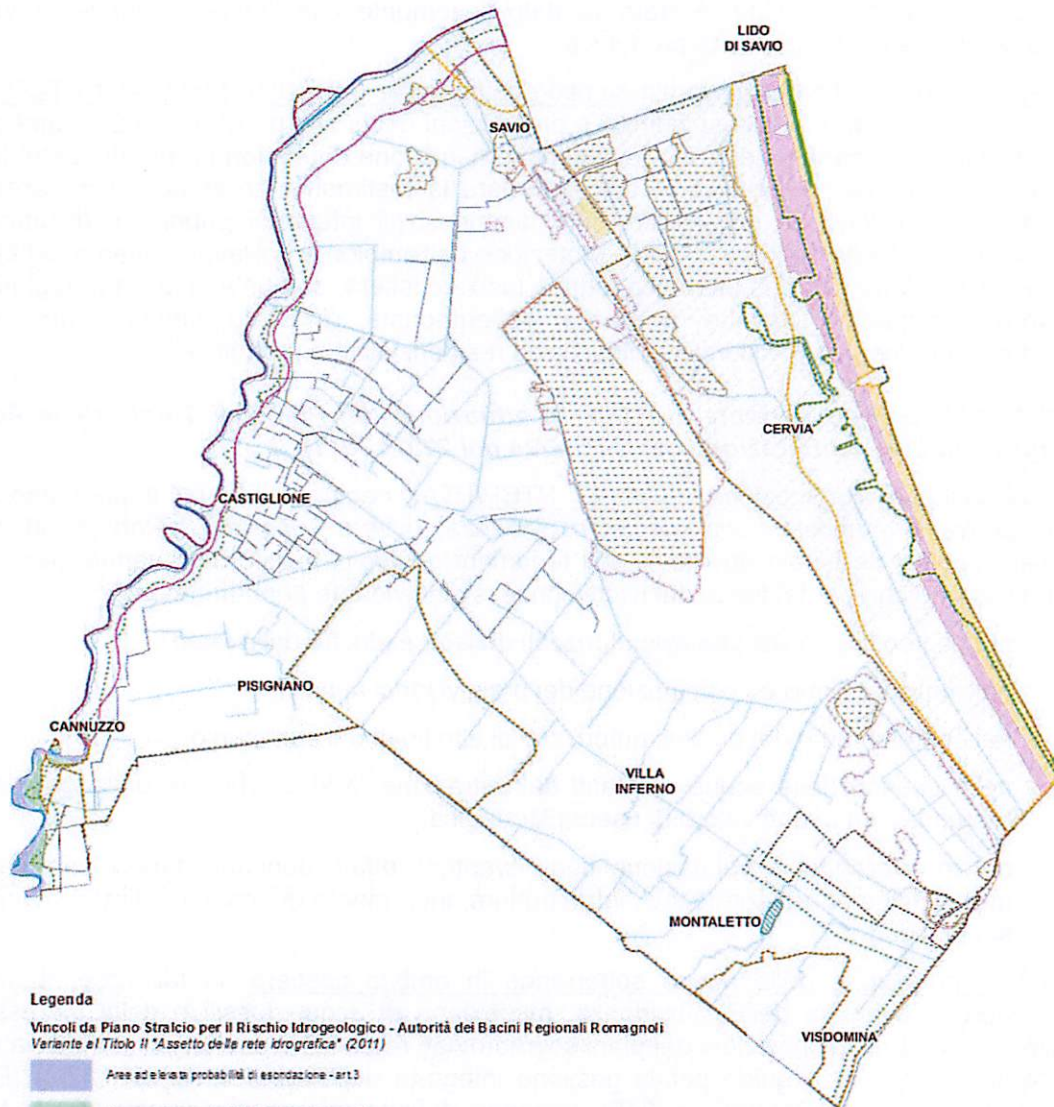 LIDO
DI SAVIO
SAVIO
CERVIA
CASTIGLIONE
PISIGNANO
CANNUZZO
VILLA
INFERNO
MONTALETTO
VISDOMINA
Legenda
Vincoli da Piano Stralcio per il Rischio Idrogeologico - Autorità dei Bacini Regionali Romagnoli
Variante al Titolo II "Assetto della rete idrografica" (2011)
Area ad elevata probabilità di esondazione - art.3